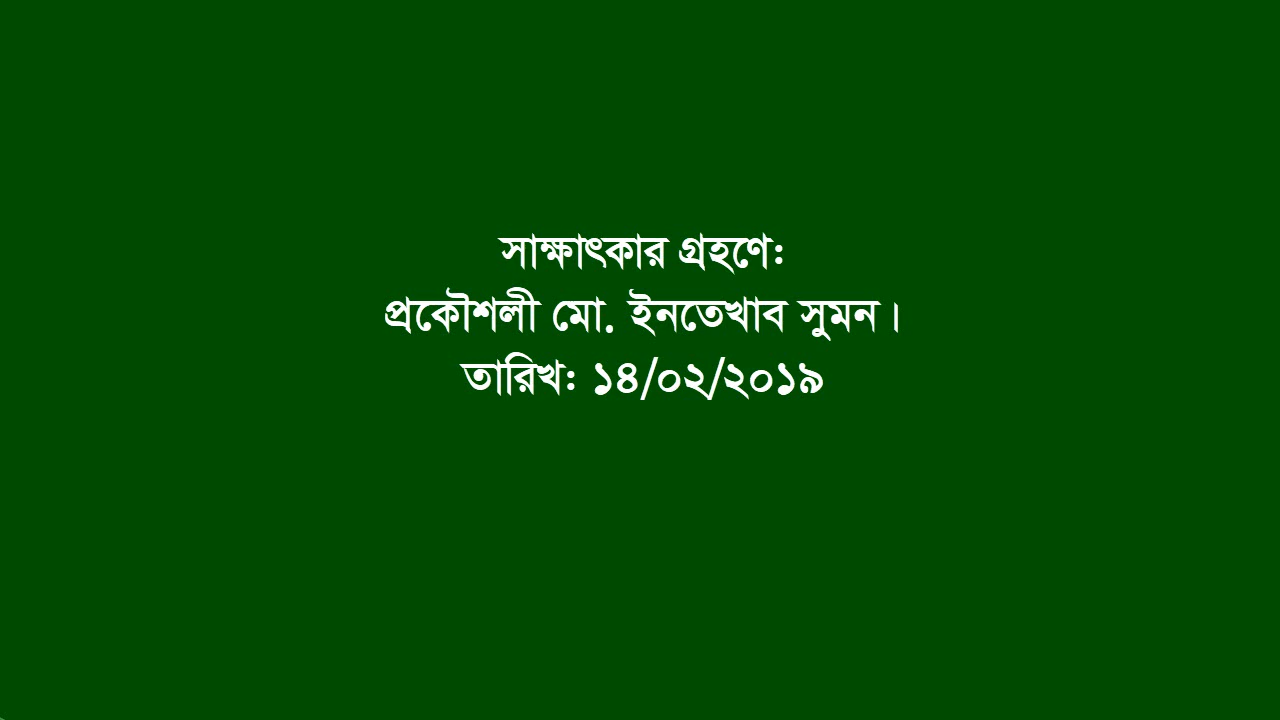 সাক্ষাৎকার গ্রহণে:
প্রকৌশলী মো. ইনতেখাব সুমন।
তারিখ: ১৪/০২/২০১৯